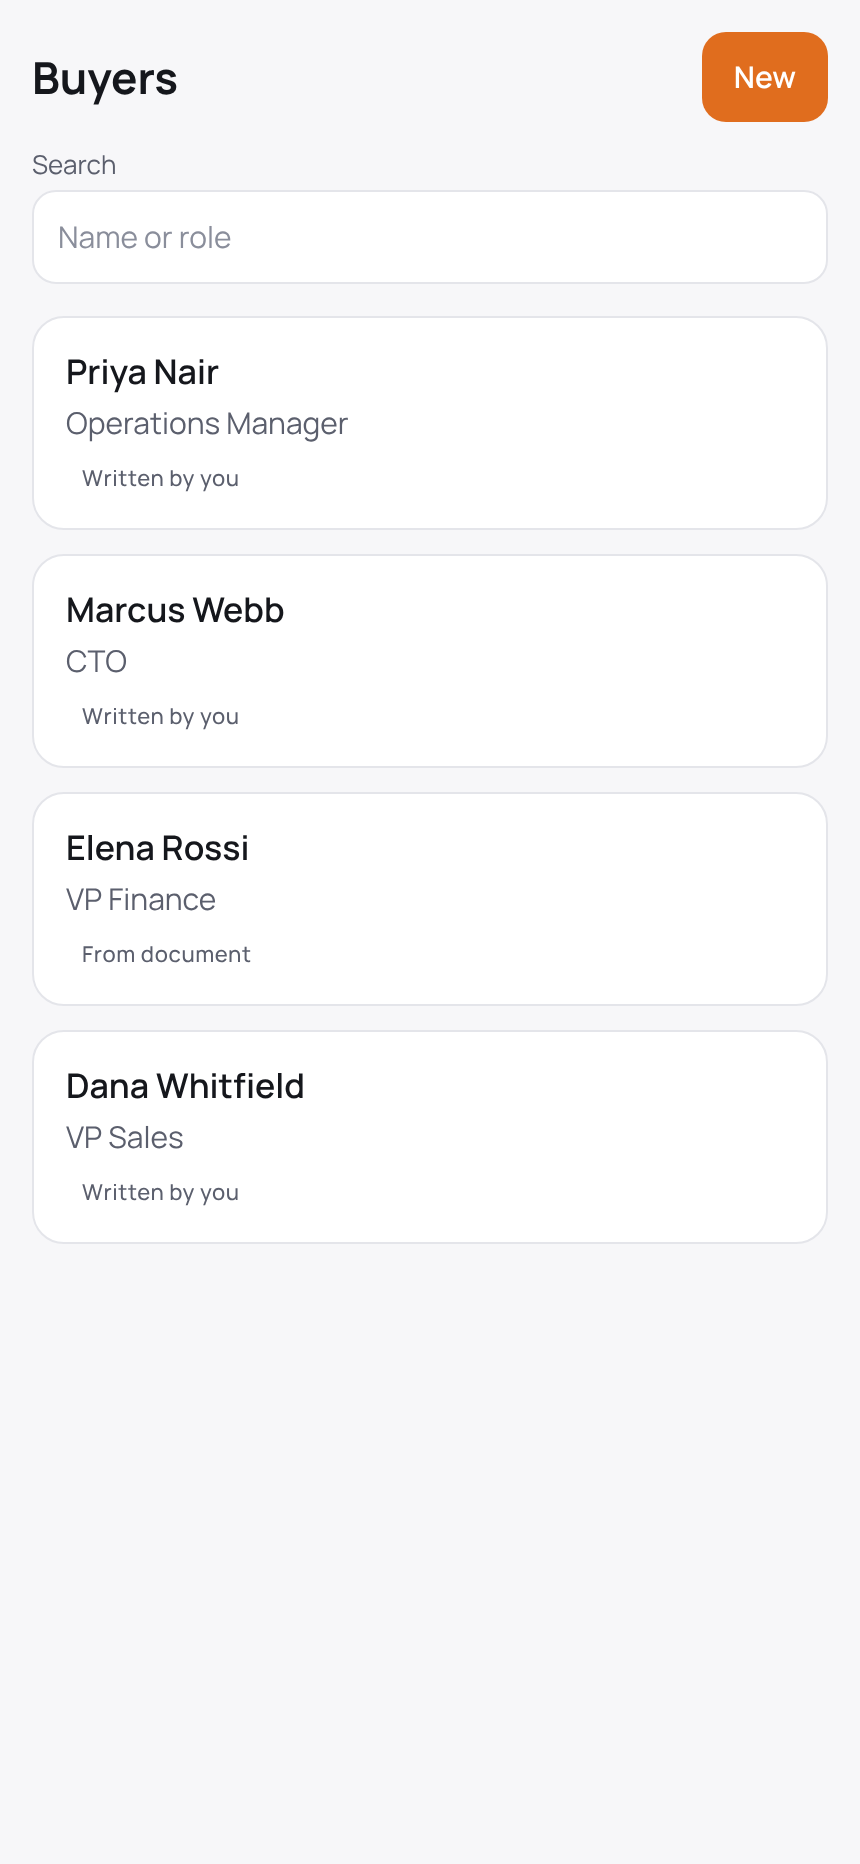 Buyers
New
Search
Name or role
Priya Nair
Operations Manager
Written by you
Marcus Webb
CTO
Written by you
Elena Rossi
VP Finance
From document
Dana Whitfield
VP Sales
Written by you